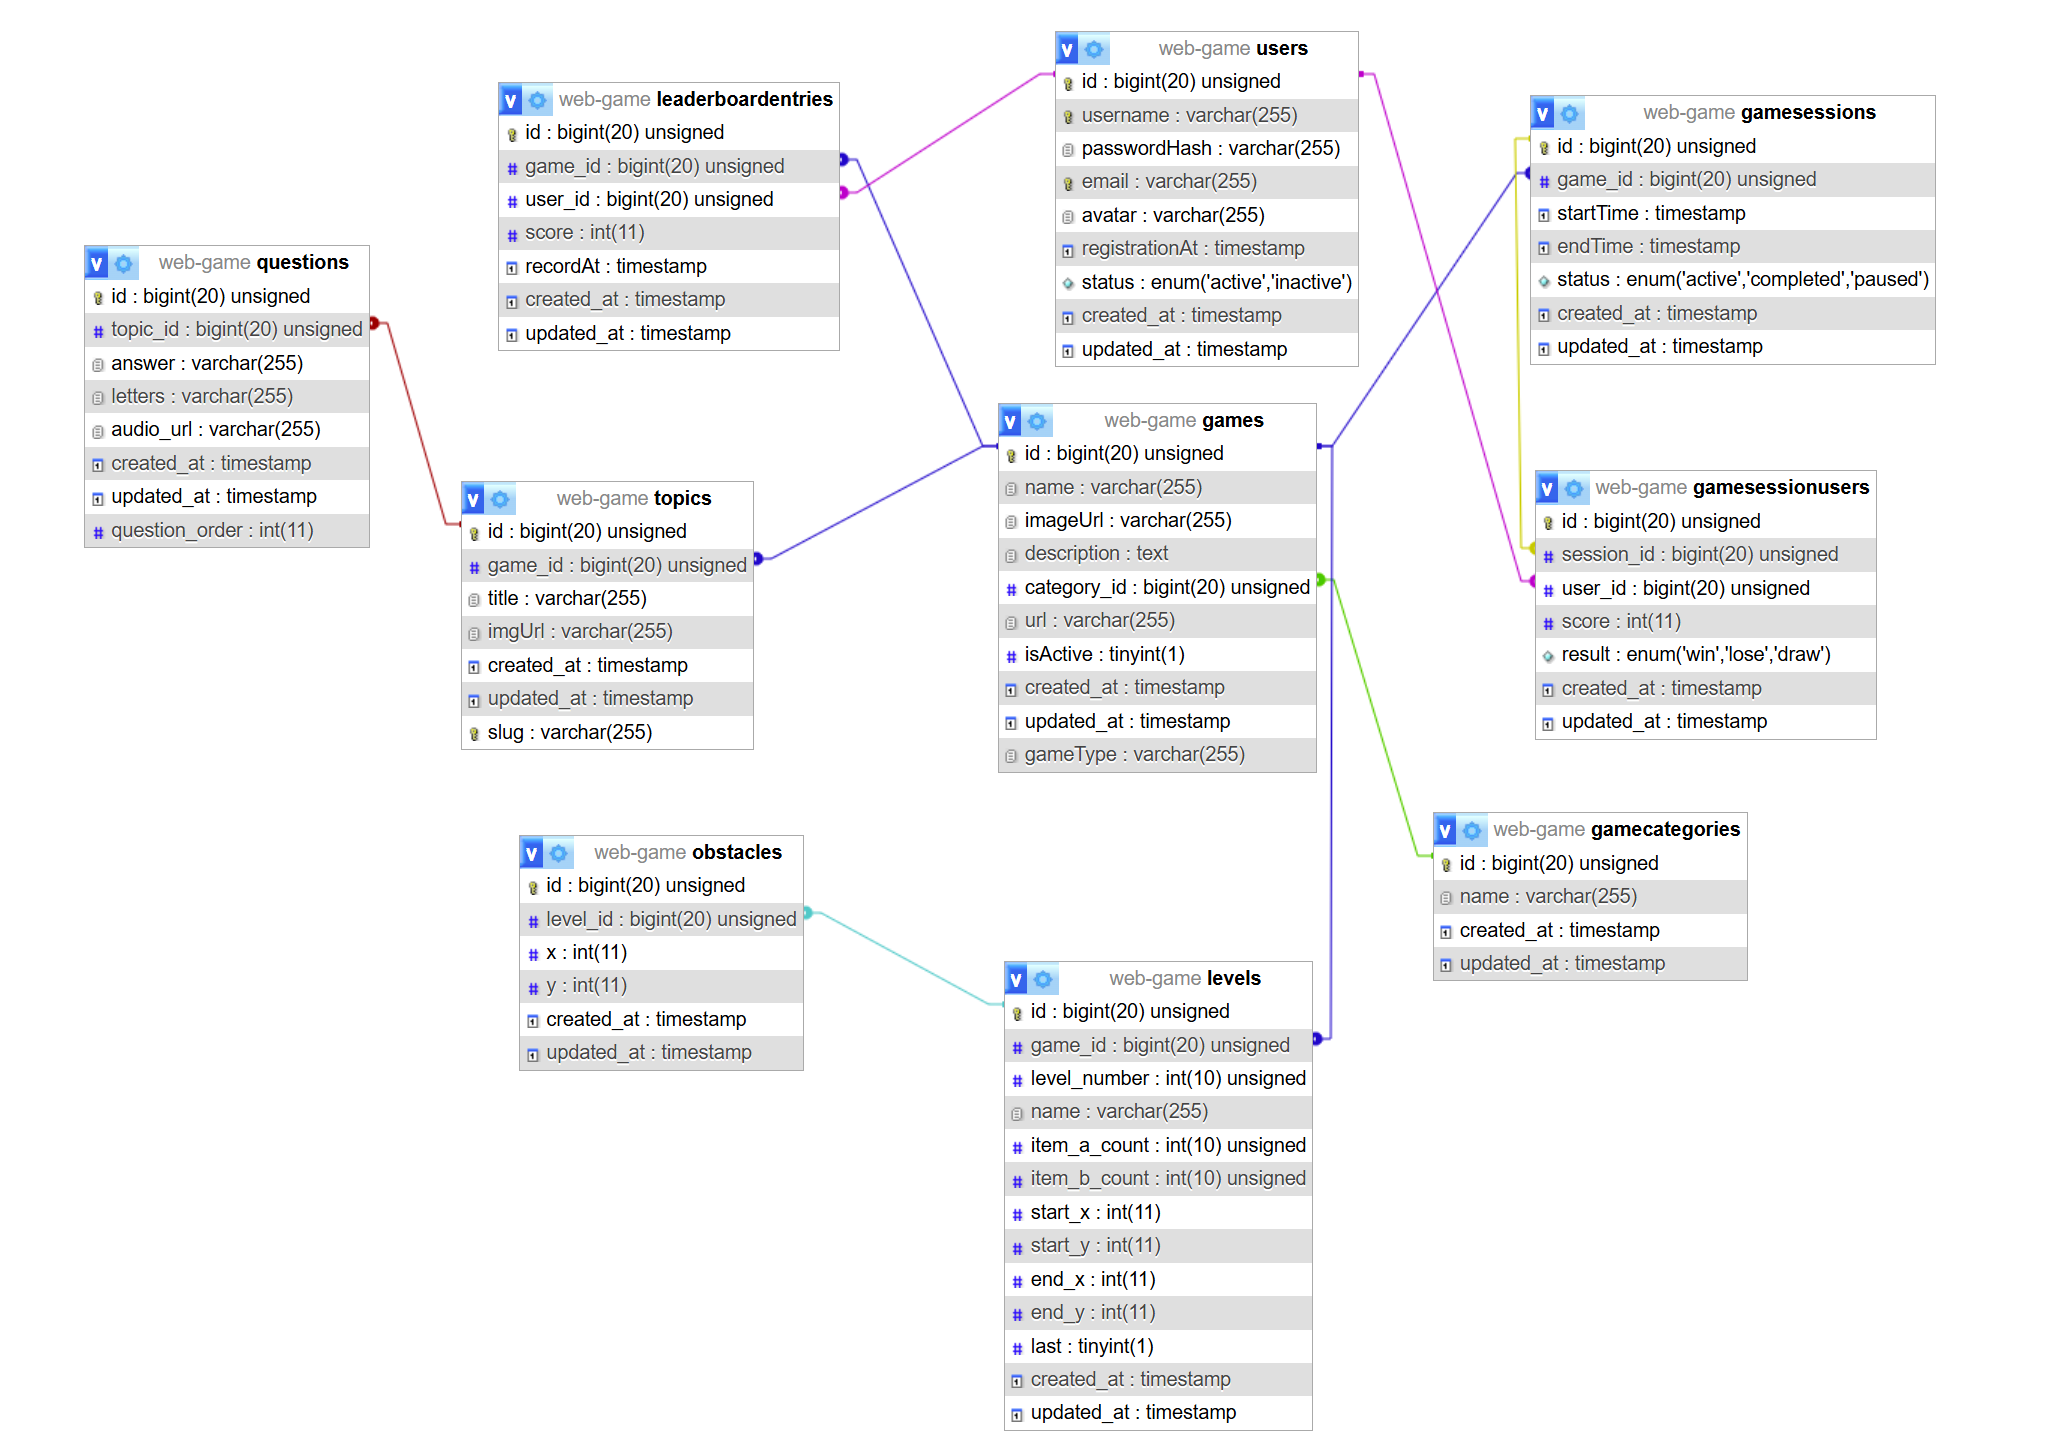 web-game users
id : bigint(20) unsigned
username : varchar(255)
passwordHash : varchar(255)
email : varchar(255)
avatar : varchar(255)
registrationAt : timestamp
status : enum('active','inactive')
created_at : timestamp
updated_at : timestamp
web-game leaderboardentries
id : bigint(20) unsigned
game_id : bigint(20) unsigned
user_id : bigint(20) unsigned
score : int(11)
recordAt : timestamp
created_at : timestamp
updated_at : timestamp
web-game gamesessions
id : bigint(20) unsigned
game_id : bigint(20) unsigned
startTime : timestamp
endTime : timestamp
status : enum('active','completed','paused')
created_at : timestamp
updated_at : timestamp
web-game questions
id : bigint(20) unsigned
topic_id : bigint(20) unsigned
answer : varchar(255)
letters : varchar(255)
audio_url : varchar(255)
created_at : timestamp
updated_at : timestamp
question_order : int(11)
web-game topics
id : bigint(20) unsigned
game_id : bigint(20) unsigned
title : varchar(255)
imgUrl : varchar(255)
created_at : timestamp
updated_at : timestamp
slug : varchar(255)
web-game games
id : bigint(20) unsigned
name : varchar(255)
imageUrl : varchar(255)
description : text
category_id : bigint(20) unsigned
url : varchar(255)
isActive : tinyint(1)
created_at : timestamp
updated_at : timestamp
gameType : varchar(255)
web-game gamesessionusers
id : bigint(20) unsigned
session_id : bigint(20) unsigned
user_id : bigint(20) unsigned
score : int(11)
result : enum('win','lose','draw')
created_at : timestamp
updated_at : timestamp
web-game gamecategories
id : bigint(20) unsigned
name : varchar(255)
created_at : timestamp
updated_at : timestamp
web-game obstacles
id : bigint(20) unsigned
level_id : bigint(20) unsigned
x : int(11)
y : int(11)
created_at : timestamp
updated_at : timestamp
web-game levels
id : bigint(20) unsigned
game_id : bigint(20) unsigned
level_number : int(10) unsigned
name : varchar(255)
item_a_count : int(10) unsigned
item_b_count : int(10) unsigned
start_x : int(11)
start_y : int(11)
end_x : int(11)
end_y : int(11)
last : tinyint(1)
created_at : timestamp
updated_at : timestamp